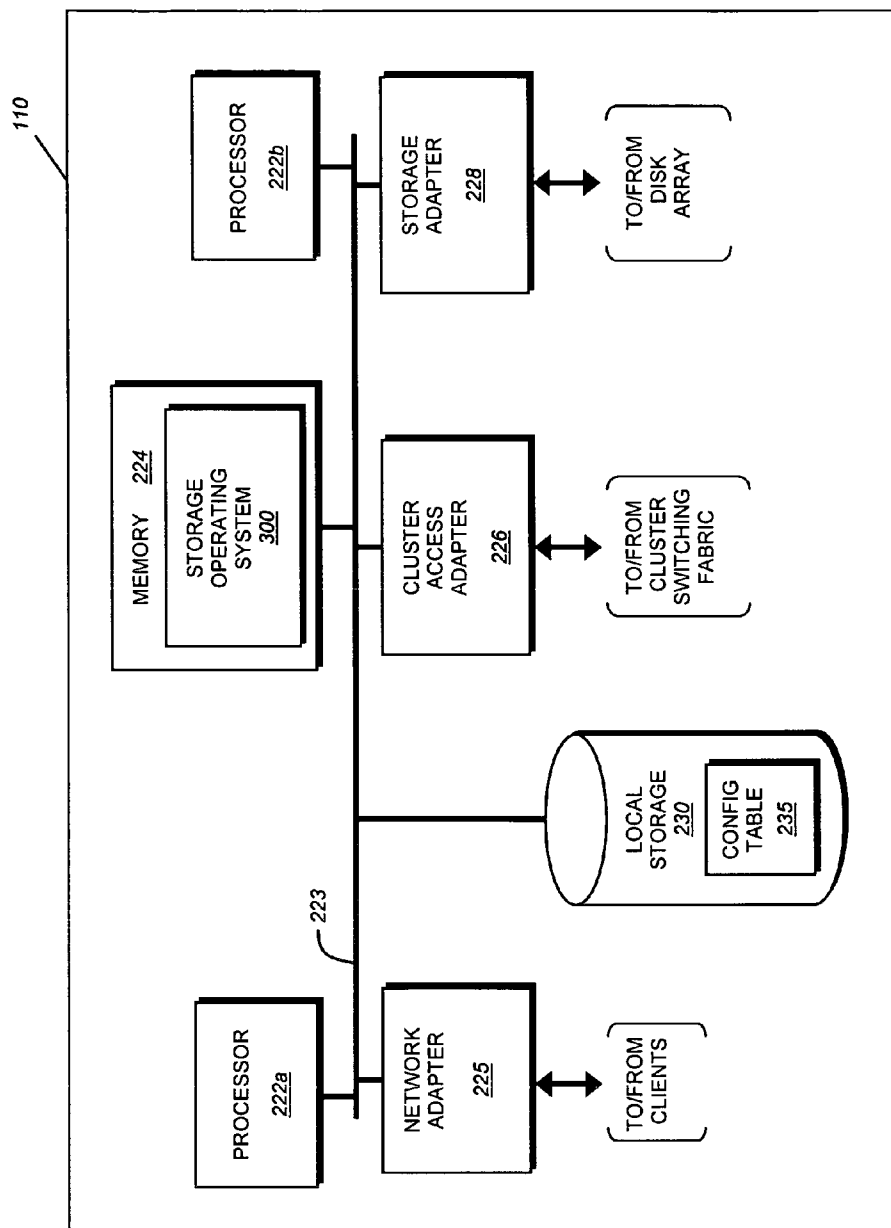 110
PROCESSOR
222a
MEMORY 224
STORAGE
OPERATING
SYSTEM
300
PROCESSOR
222b
223
NETWORK
ADAPTER
225
LOCAL
STORAGE
230
CONFIG
TABLE
235
CLUSTER
ACCESS
ADAPTER
226
STORAGE
ADAPTER
228
TO/FROM
CLIENTS
TO/FROM
CLUSTER
SWITCHING
FABRIC
TO/FROM
DISK
ARRAY